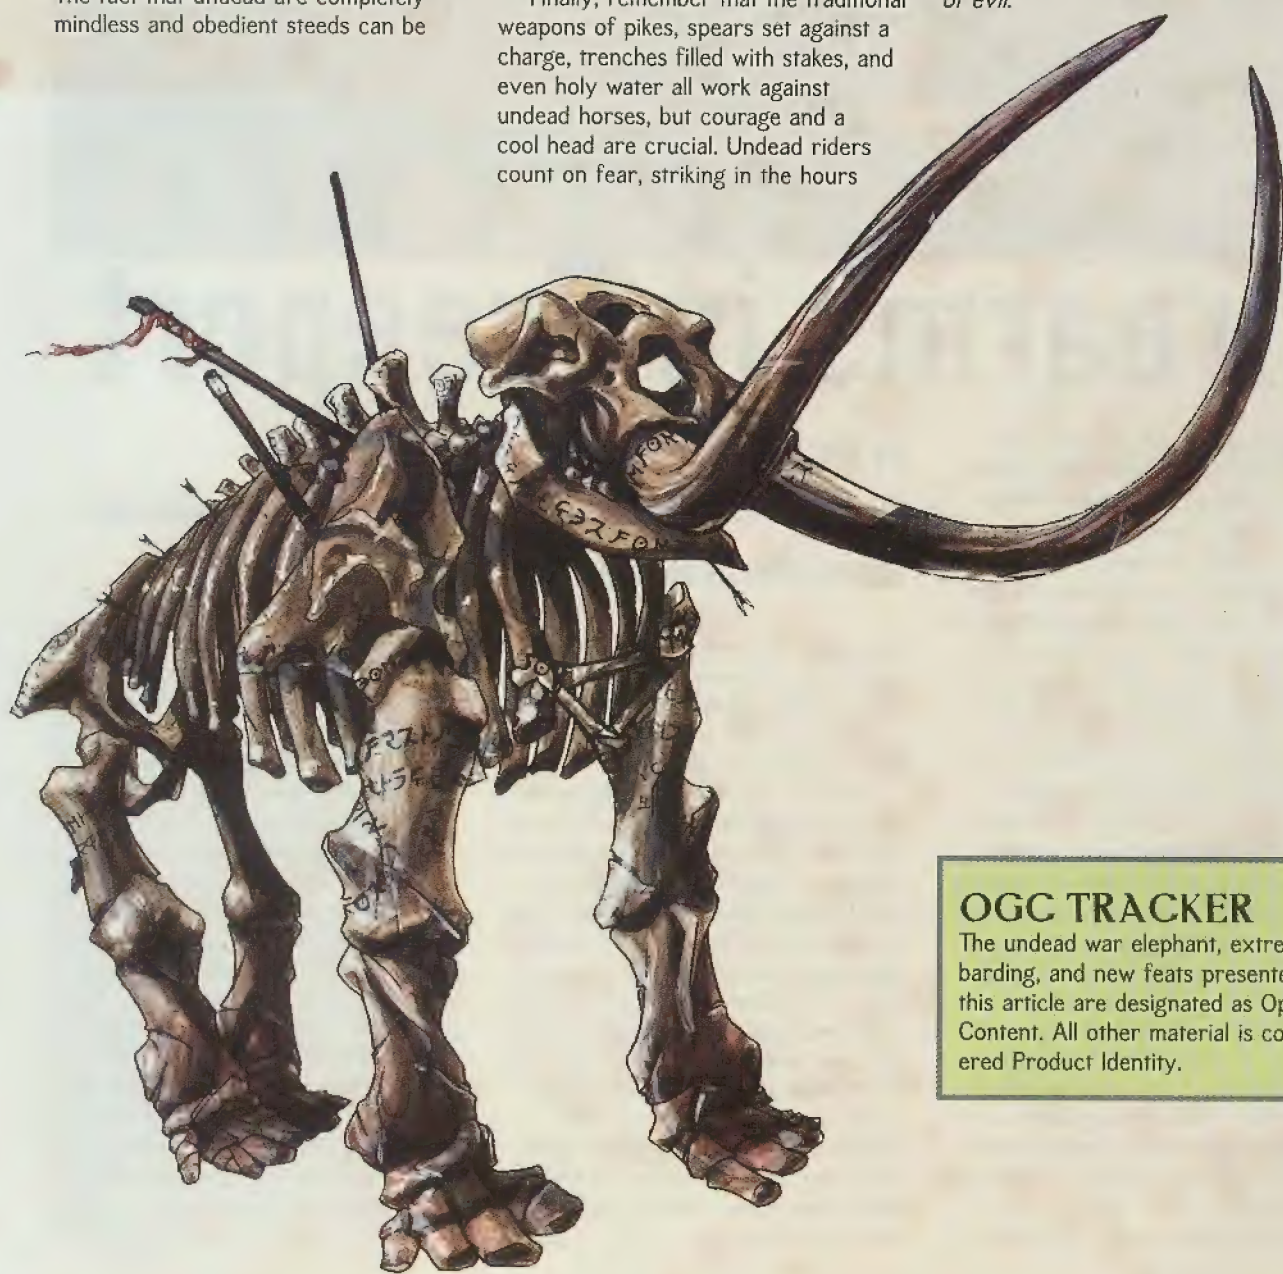 mindless and obedient steeds can be
weapons of pikes, spears set against a
charge, trenches filled with stakes, and
even holy water all work against
undead horses, but courage and a
cool head are crucial. Undead riders
count on fear, striking in the hours
of evil.
OGC TRACKER
The undead war elephant, extre
barding, and new feats presente
this article are designated as Op
Content. All other material is co
ered Product Identity.